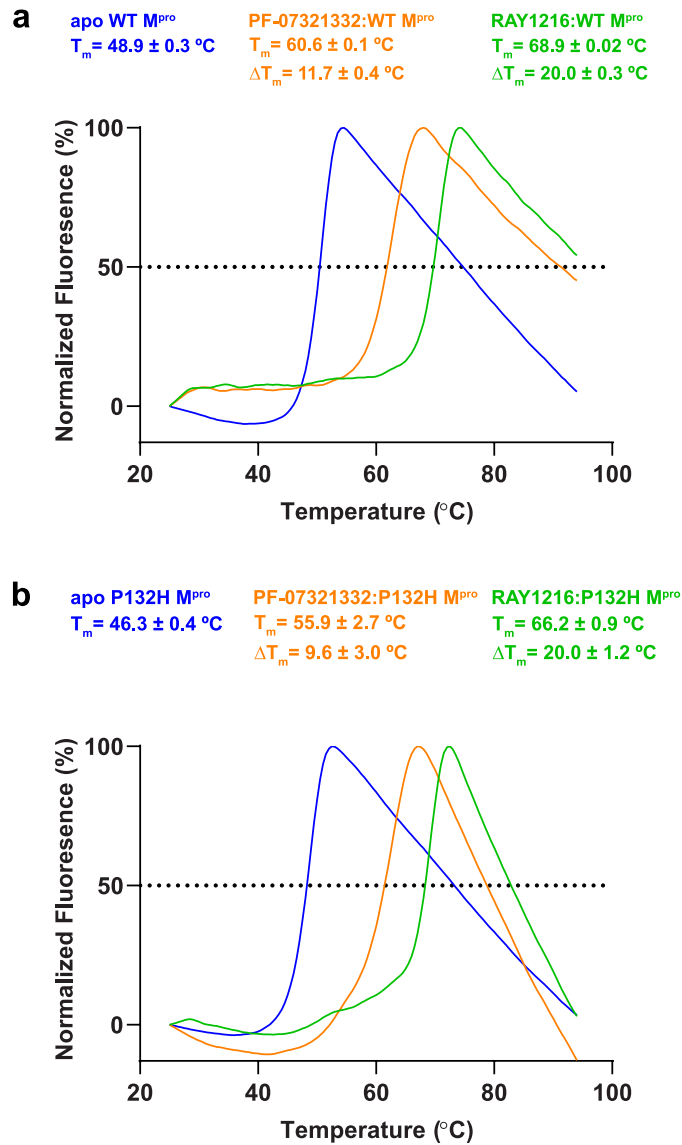 a
apo WT Mpro PF-07321332:WT Mpro RAY1216:WT Mpro
Tm= 48.9 ± 0.3 ºC Tm= 60.6 ± 0.1 ºC Tm= 68.9 ± 0.02 ºC
ΔTm= 11.7 ± 0.4 ºC ΔTm= 20.0 ± 0.3 ºC
Normalized Fluoresence (%)
100
50
0
20 40 60 80 100
Temperature (°C)
b
apo P132H Mpro PF-07321332:P132H Mpro RAY1216:P132H Mpro
Tm= 46.3 ± 0.4 ºC Tm= 55.9 ± 2.7 ºC Tm= 66.2 ± 0.9 ºC
ΔTm= 9.6 ± 3.0 ºC ΔTm= 20.0 ± 1.2 ºC
Normalized Fluoresence (%)
100
50
0
20 40 60 80 100
Temperature (°C)